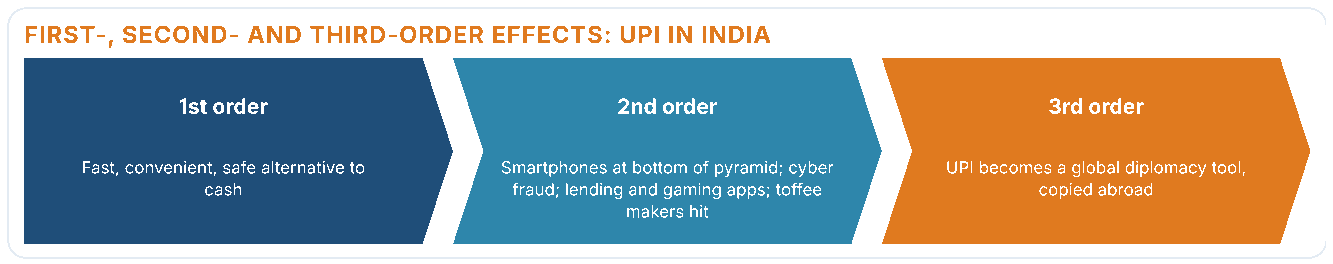 FIRST-, SECOND- AND THIRD-ORDER EFFECTS: UPI IN INDIA
1st order
Fast, convenient, safe alternative to
cash
2nd order
Smartphones at bottom of pyramid; cyber
fraud; lending and gaming apps; toffee
makers hit
3rd order
UPI becomes a global diplomacy tool,
copied abroad